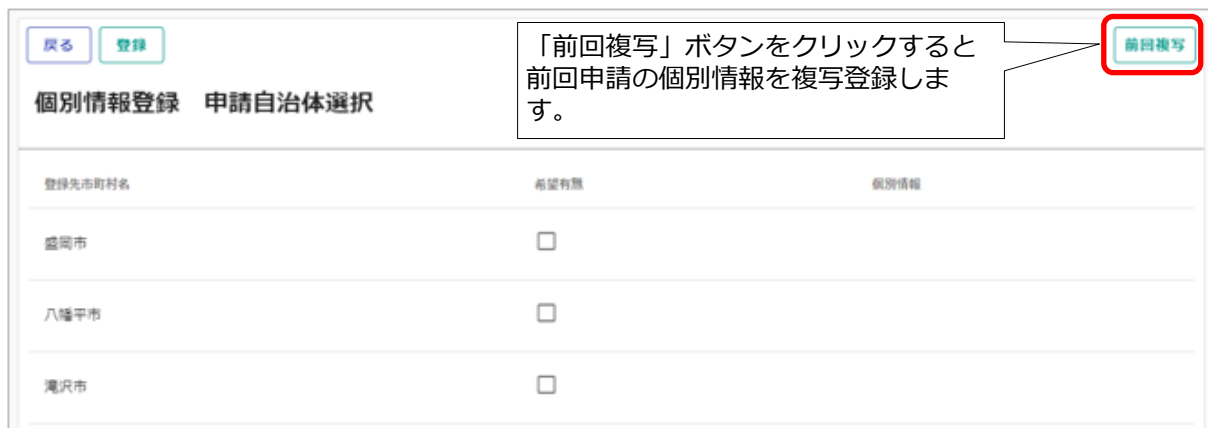 戻る 登録
「前回複写」ボタンをクリックすると
前回申請の個別情報を複写登録しま
す。
前回複写
個別情報登録 申請自治体選択
登録先市町村名 希望有無 個別情報
盛岡市
八幡平市
滝沢市